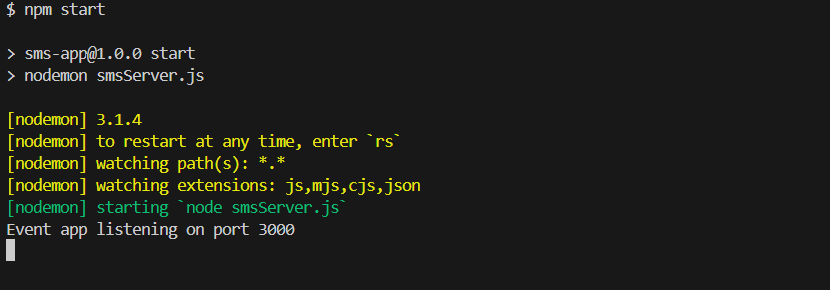 $ npm start
> sms-app@1.0.0 start
> nodemon smsServer.js
[nodemon] 3.1.4
[nodemon] to restart at any time, enter `rs`
[nodemon] watching path(s): *.*
[nodemon] watching extensions: js,mjs,cjs,json
[nodemon] starting `node smsServer.js`
Event app listening on port 3000